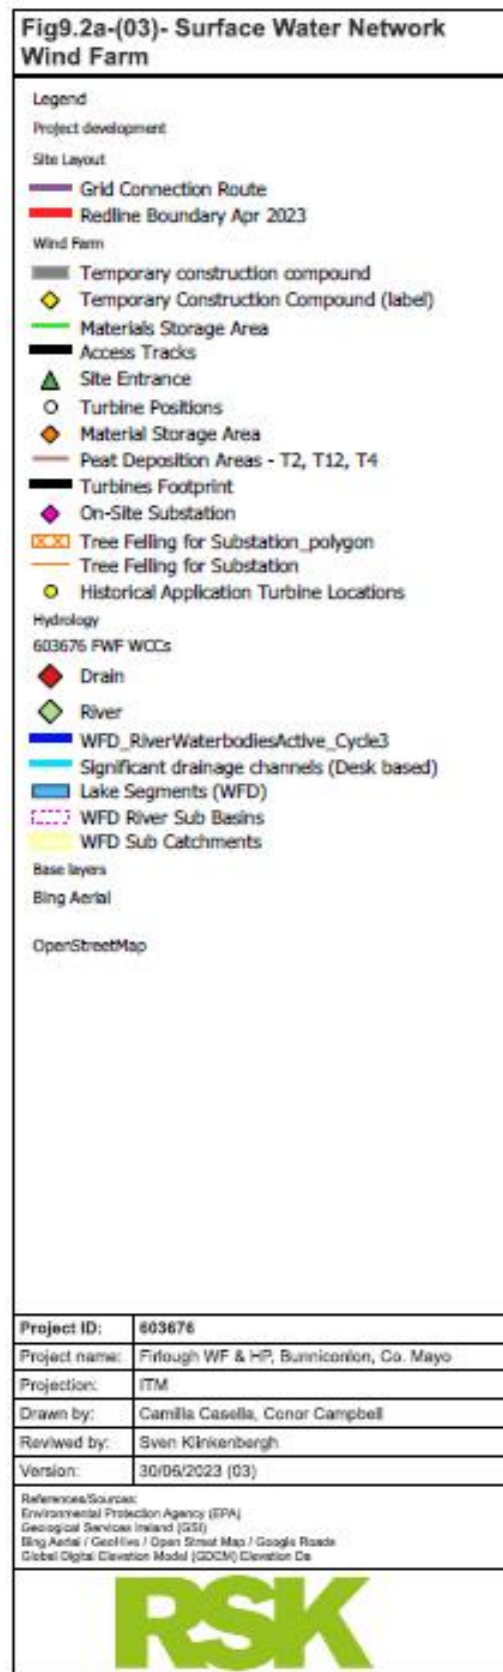 Fig9.2a-(03)- Surface Water Network
Wind Farm
Legend
Project development
Site Layout
Grid Connection Route
Redline Boundary Apr 2023
Wind Farm
Temporary construction compound
Temporary Construction Compound (label)
Materials Storage Area
Access Tracks
Site Entrance
Turbine Positions
Material Storage Area
Peat Deposition Areas - T2, T12, T4
Turbines Footprint
On-Site Substation
Tree Felling for Substation_polygon
Tree Felling for Substation
Historical Application Turbine Locations
Hydrology
603676 FWF WCCs
Drain
River
WFD_RiverWaterbodiesActive_Cycle3
Significant drainage channels (Desk based)
Lake Segments (WFD)
WFD River Sub Basins
WFD Sub Catchments
Base layers
Bing Aerial
OpenStreetMap
Project ID: 603676
Project name: Firlough WF & HP, Bunniconlon, Co. Mayo
Projection: ITM
Drawn by: Camilla Casella, Conor Campbell
Reviwed by: Sven Klinkenbergh
Version: 30/06/2023 (03)
References/Sources:
Environmental Protection Agency (EPA)
Geological Services Ireland (GSI)
Bing Aerial / GeoHive / Open Street Map / Google Roads
Global Digital Elevation Model (GDEM) Elevation Da
RSK